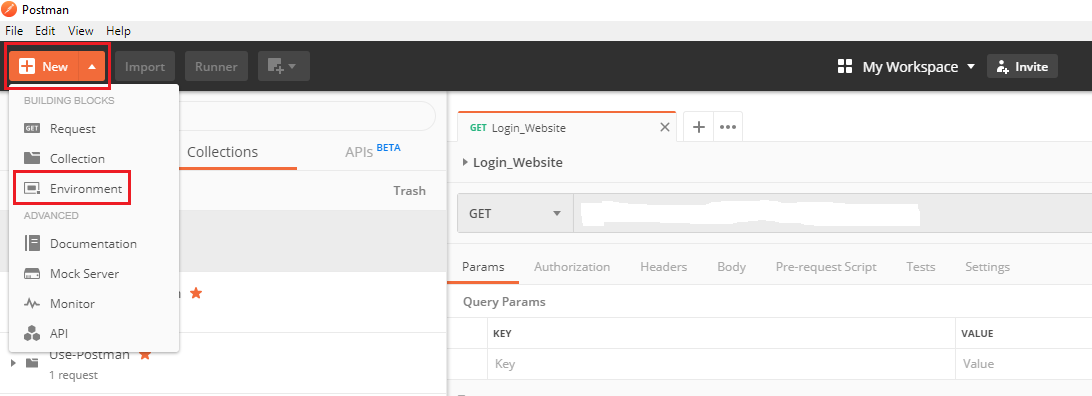 Postman
File Edit View Help
New Import Runner My Workspace Invite
BUILDING BLOCKS
GET Request
Collection
Environment
ADVANCED
Documentation
Mock Server
Monitor
API
Collections APIs BETA
Trash
Use-Postman
1 request
GET Login_Website
Login_Website
GET
Params Authorization Headers Body Pre-request Script Tests Settings
Query Params
KEY VALUE
Key Value